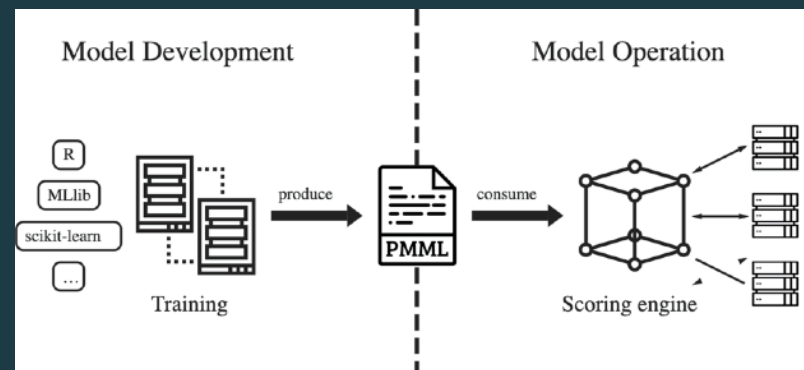 Model Development
Model Operation
R
MLlib
scikit-learn
...
produce
consume
PMML
Training
Scoring engine